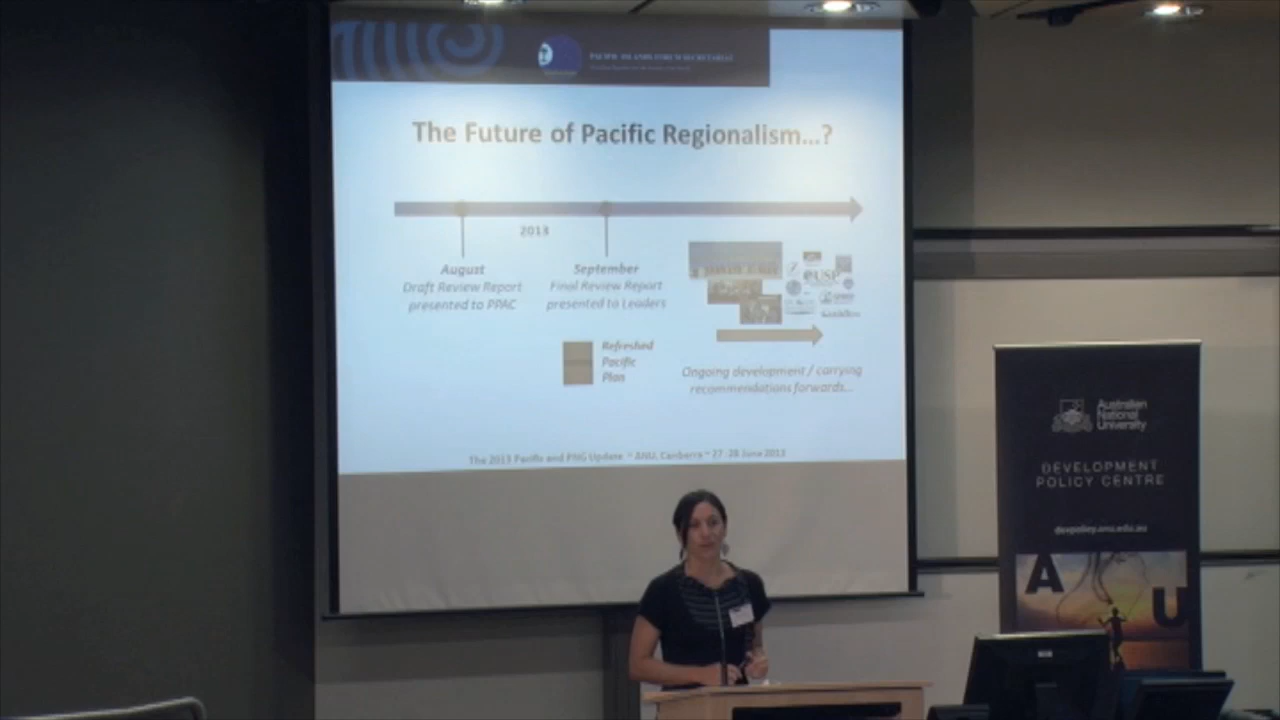 PACIFIC ISLANDS FORUM SECRETARIAT
The Future of Pacific Regionalism...?
2013
August
Draft Review Report
presented to PPAC
September
Final Review Report
presented to Leaders
USP
Refreshed
Pacific
Plan
Ongoing development / carrying
recommendations forwards...
The 2013 Pacific and PNG Update ~ ANU, Canberra ~ 27-28 June 2013
Australian
National
University
DEVELOPMENT
POLICY CENTRE
devpolicy.anu.edu.au
A
U